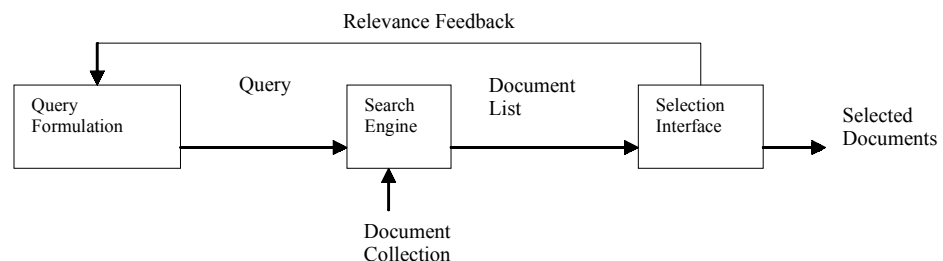 Relevance Feedback
Query
Formulation
Query
Search
Engine
Document
List
Selection
Interface
Selected
Documents
Document
Collection